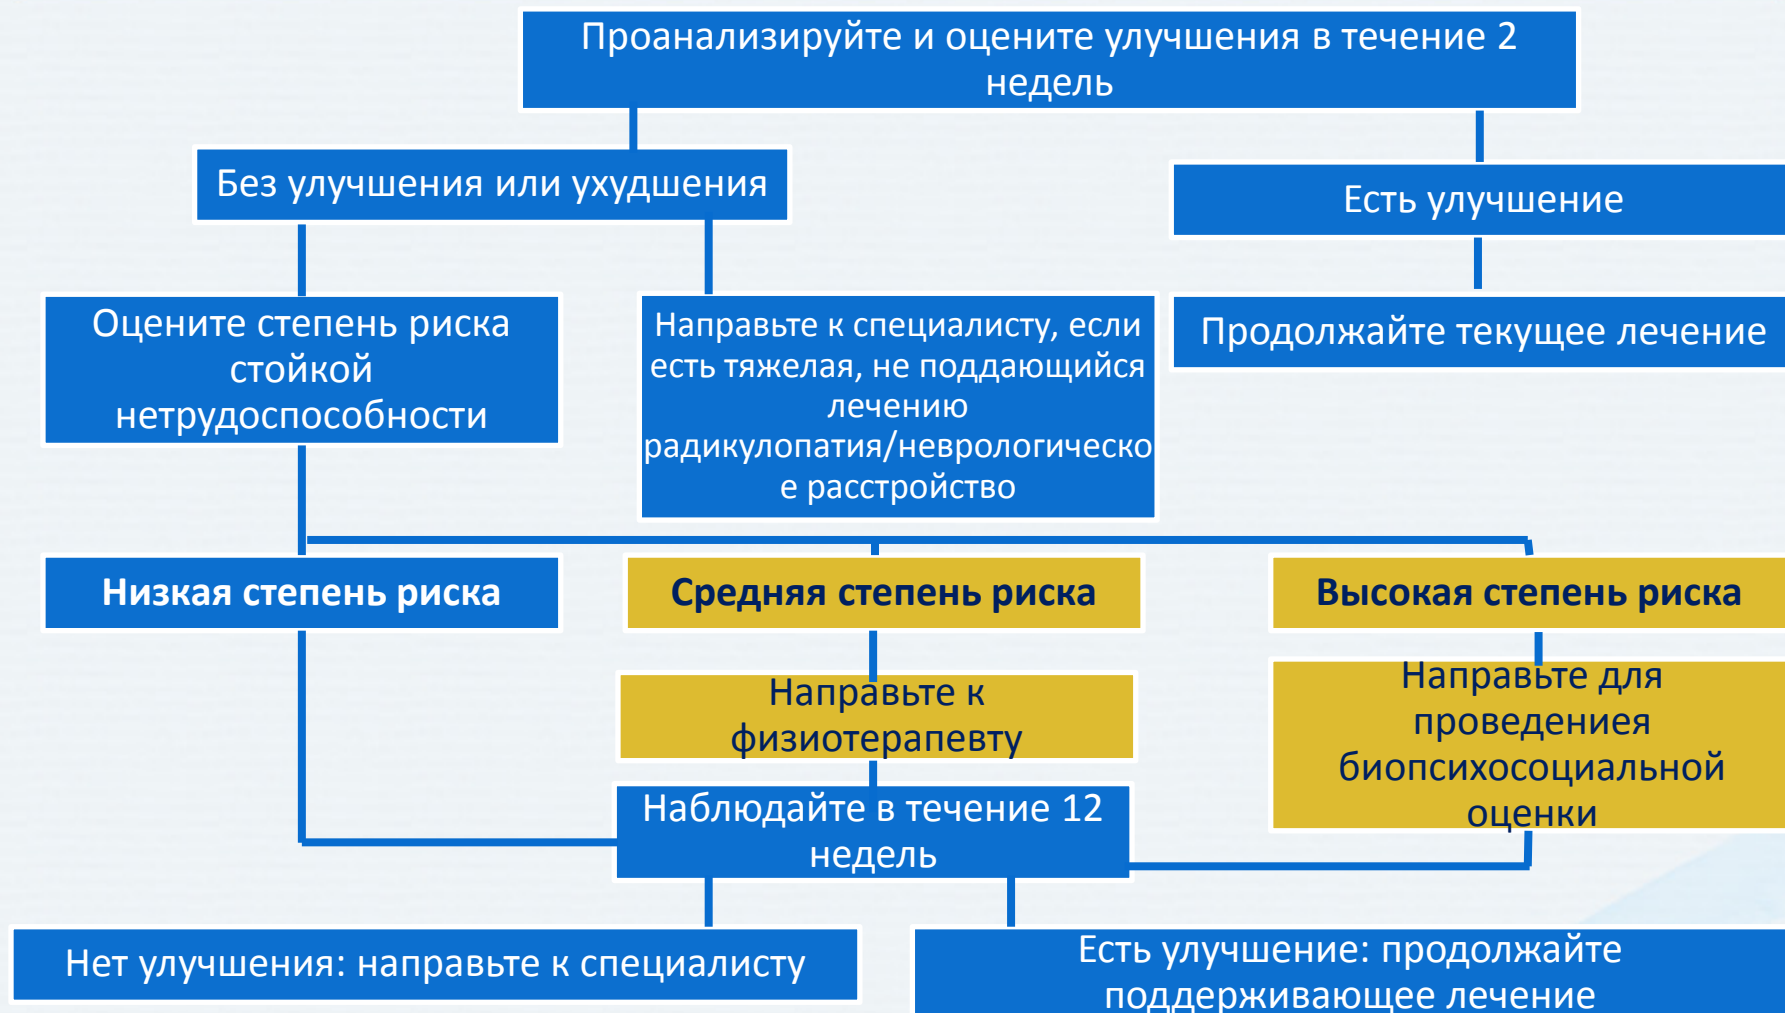 Проанализируйте и оцените улучшения в течение 2
недель
Без улучшения или ухудшения
Есть улучшение
Оцените степень риска
стойкой
нетрудоспособности
Направьте к специалисту, если
есть тяжелая, не поддающийся
лечению
радикулопатия/неврологическо
е расстройство
Продолжайте текущее лечение
Низкая степень риска
Средняя степень риска
Высокая степень риска
Направьте к
физиотерапевту
Направьте для
проведениея
биопсихосоциальной
оценки
Наблюдайте в течение 12
недель
Нет улучшения: направьте к специалисту
Есть улучшение: продолжайте
поддерживающее лечение